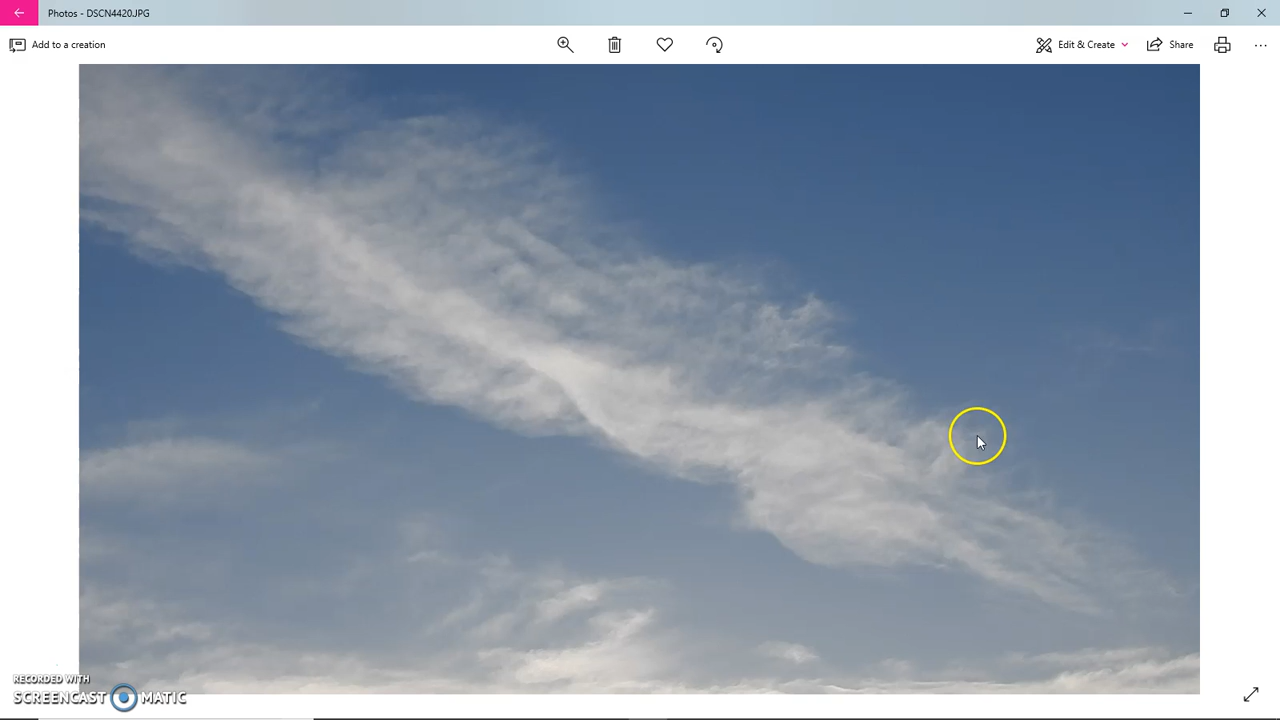 Photos - DSCN4420.JPG
Add to a creation
Edit & Create
Share
RECORDED WITH
SCREENCAST MATIC